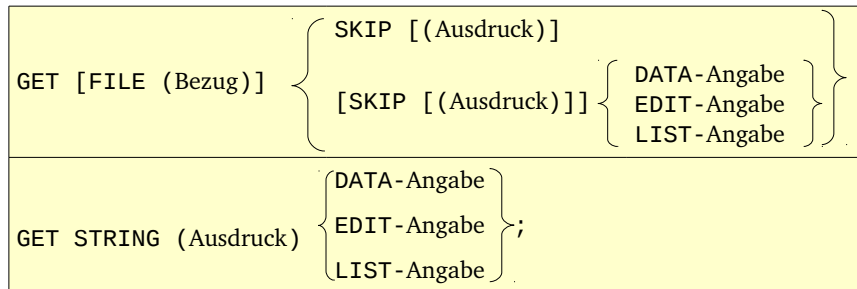 SKIP [(Ausdruck)]
GET [FILE (Bezug)]
[SKIP [(Ausdruck)]]
DATA-Angabe
EDIT-Angabe
LIST-Angabe
GET STRING (Ausdruck)
DATA-Angabe
EDIT-Angabe
;
LIST-Angabe